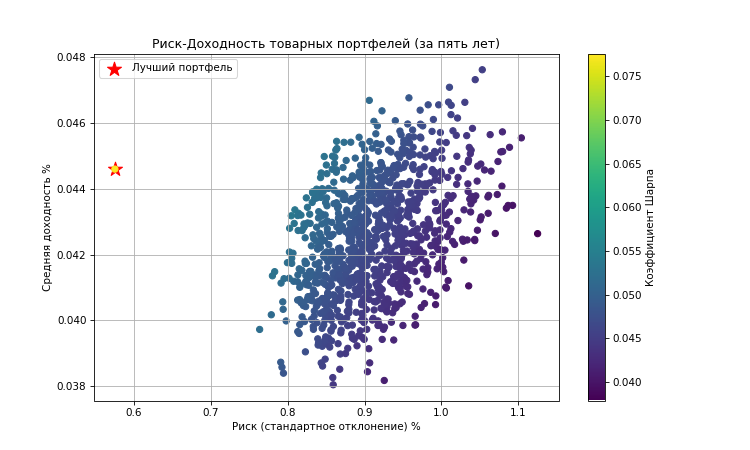 Риск-Доходность товарных портфелей (за пять лет)
Лучший портфель
Средняя доходность %
0.048
0.046
0.044
0.042
0.040
0.038
0.6 0.7 0.8 0.9 1.0 1.1
Риск (стандартное отклонение) %
0.075
0.070
0.065
0.060
0.055
0.050
0.045
0.040
Коэффициент Шарпа